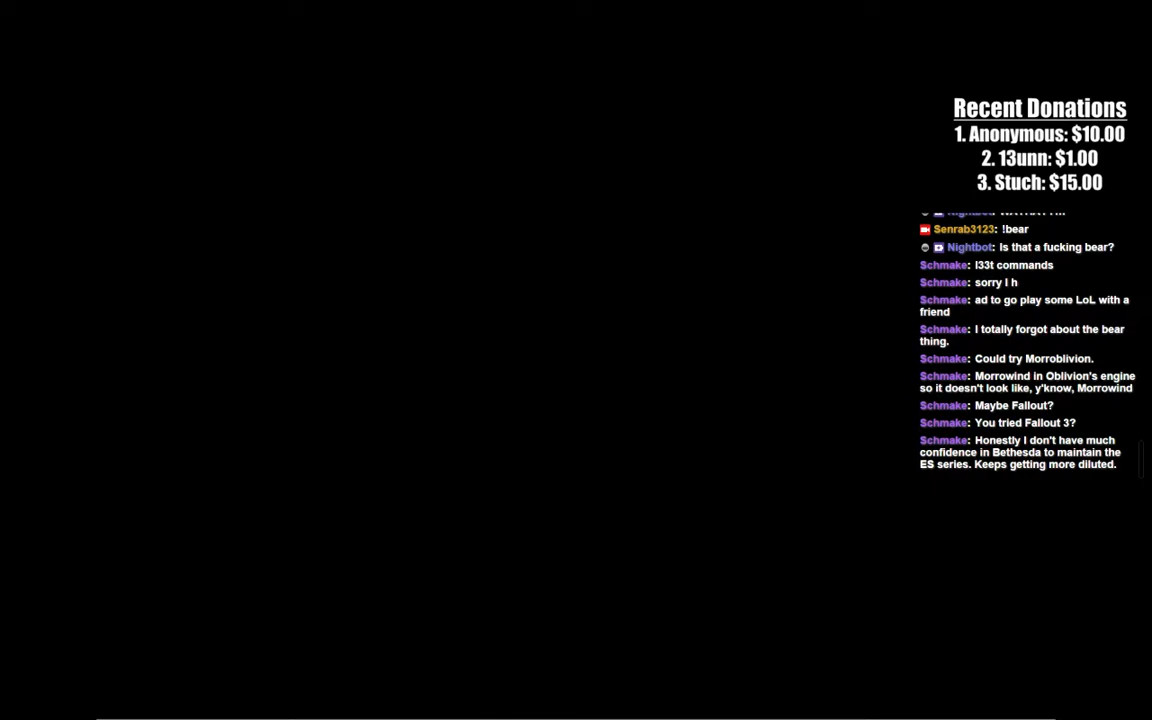 Recent Donations
1. Anonymous: $10.00
2. 13unn: $1.00
3. Stuch: $15.00
Senrab3123: !bear
Nightbot: Is that a fucking bear?
Schmake: l33t commands
Schmake: sorry I h
Schmake: ad to go play some LoL with a
friend
Schmake: I totally forgot about the bear
thing.
Schmake: Could try Morroblivion.
Schmake: Morrowind in Oblivion's engine
so it doesn't look like, y'know, Morrowind
Schmake: Maybe Fallout?
Schmake: You tried Fallout 3?
Schmake: Honestly I don't have much
confidence in Bethesda to maintain the
ES series. Keeps getting more diluted.